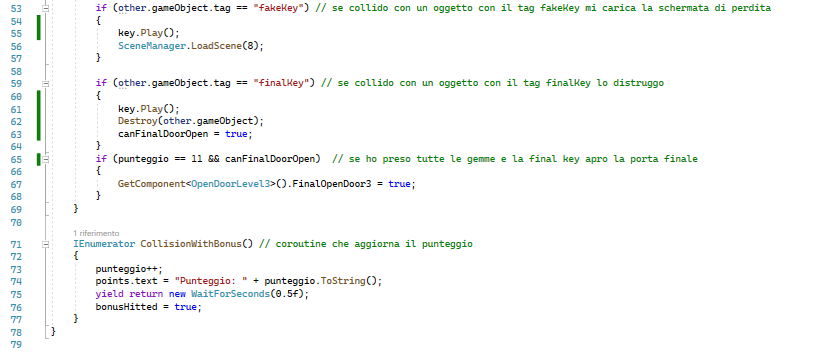 53 if (other.gameObject.tag == "fakeKey") // se collido con un oggetto con il tag fakeKey mi carica la schermata di perdita
54 {
55 key.Play();
56 SceneManager.LoadScene(8);
57 }
58
59 if (other.gameObject.tag == "finalKey") // se collido con un oggetto con il tag finalKey lo distruggo
60 {
61 key.Play();
62 Destroy(other.gameObject);
63 canFinalDoorOpen = true;
64 }
65 if (punteggio == 11 && canFinalDoorOpen) // se ho preso tutte le gemme e la final key apro la porta finale
66 {
67 GetComponent<OpenDoorLevel3>().FinalOpenDoor3 = true;
68 }
69 }
70
1 riferimento
71 IEnumerator CollisionWithBonus() // coroutine che aggiorna il punteggio
72 {
73 punteggio++;
74 points.text = "Punteggio: " + punteggio.ToString();
75 yield return new WaitForSeconds(0.5f);
76 bonusHitted = true;
77 }
78 }
79